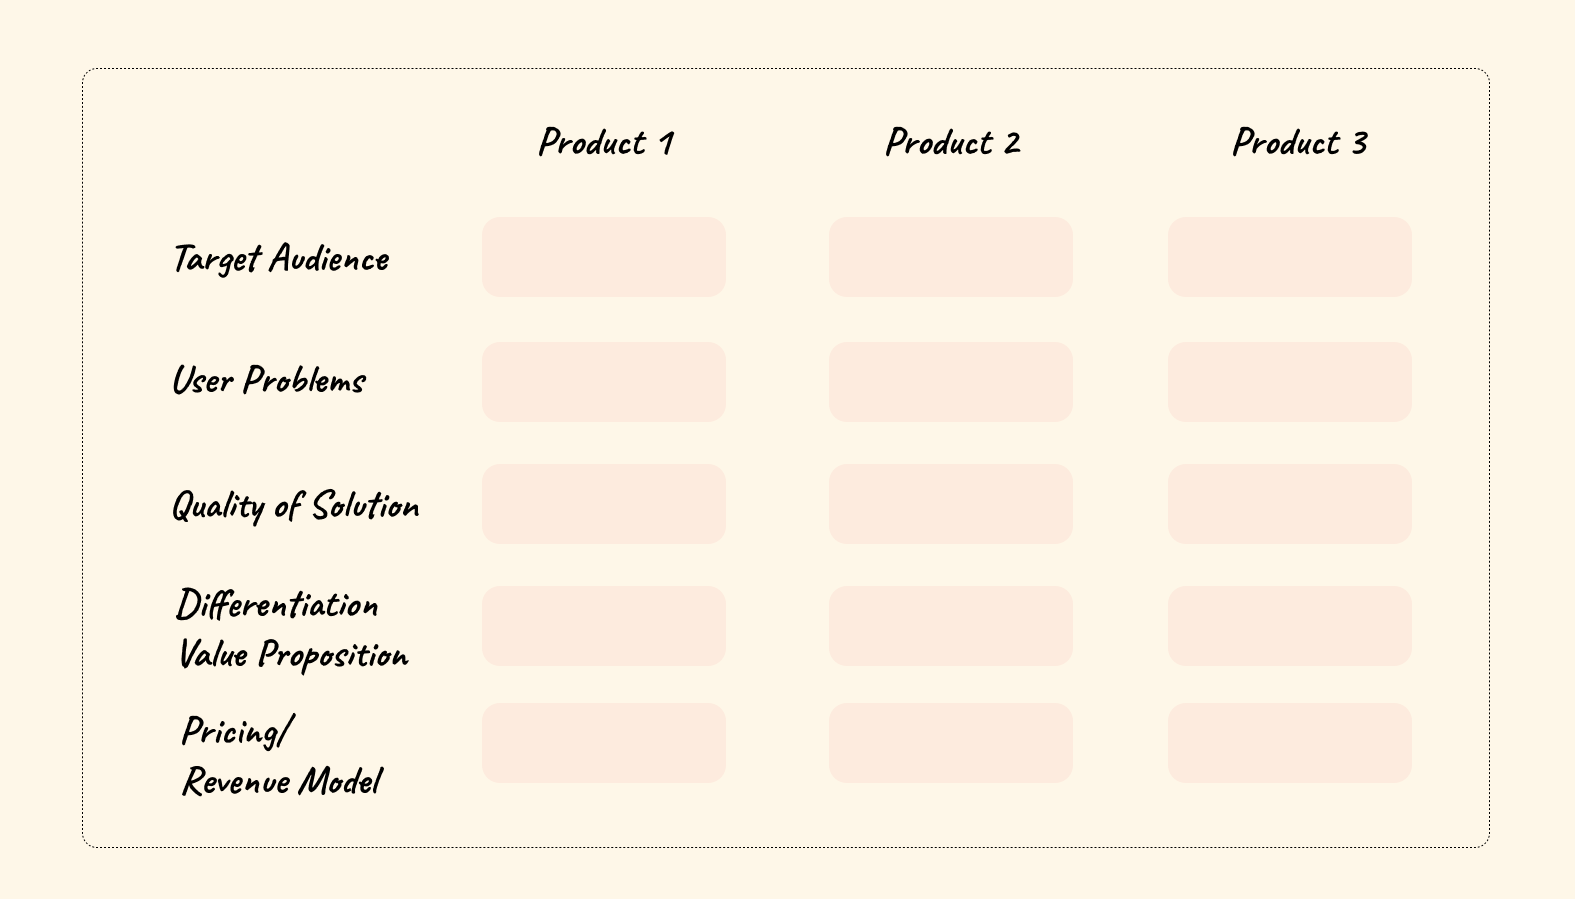 Product 1 Product 2 Product 3
Target Audience
User Problems
Quality of Solution
Differentiation
Value Proposition
Pricing/
Revenue Model